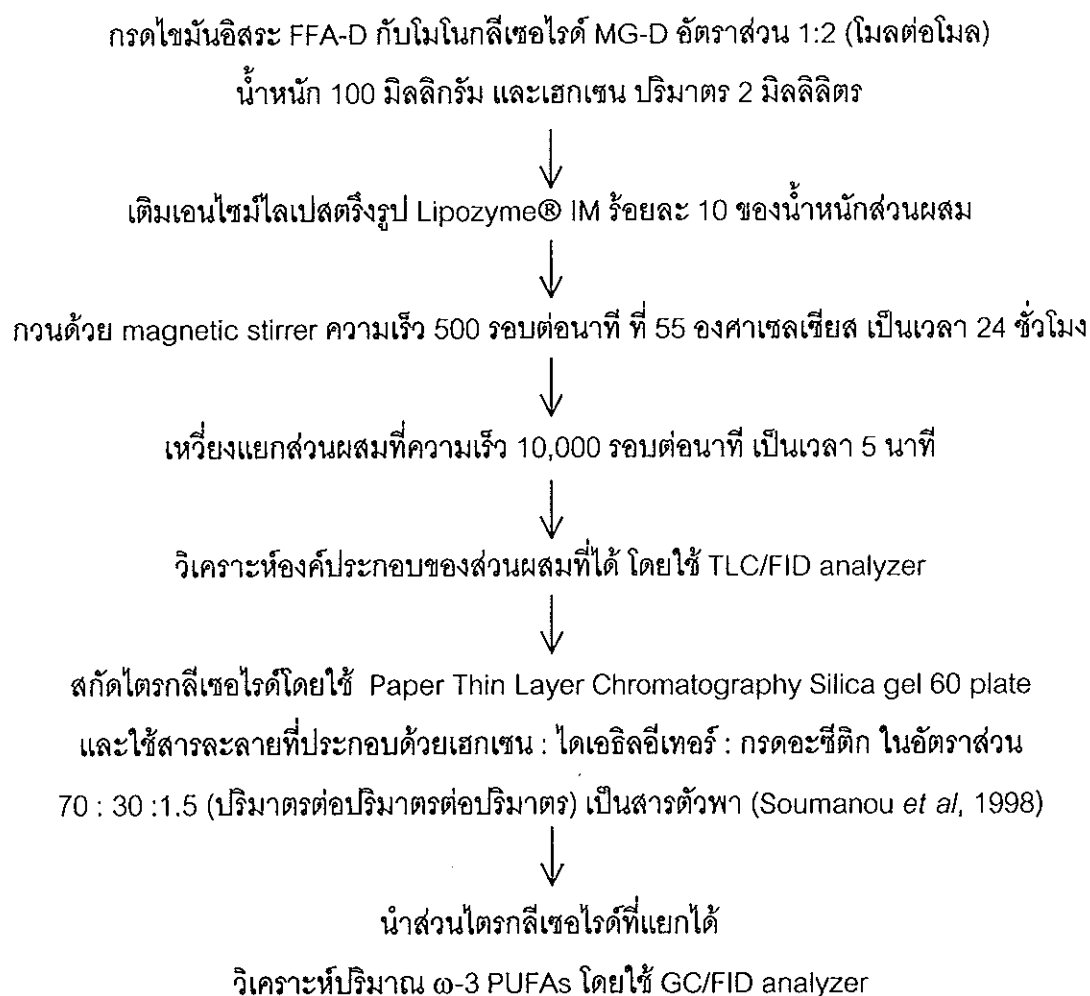 กรดไขมันอิสระ FFA-D กับโมโนกลีเซอไรด์ MG-D อัตราส่วน 1:2 (โมลต่อโมล)
น้ำหนัก 100 มิลลิกรัม และเฮกเซน ปริมาตร 2 มิลลิลิตร
เติมเอนไซม์ไลเปสตรึงรูป Lipozyme® IM ร้อยละ 10 ของน้ำหนักส่วนผสม
กวนด้วย magnetic stirrer ความเร็ว 500 รอบต่อนาที ที่ 55 องศาเซลเซียส เป็นเวลา 24 ชั่วโมง
เหวี่ยงแยกส่วนผสมที่ความเร็ว 10,000 รอบต่อนาที เป็นเวลา 5 นาที
วิเคราะห์องค์ประกอบของส่วนผสมที่ได้ โดยใช้ TLC/FID analyzer
สกัดไตรกลีเซอไรด์โดยใช้ Paper Thin Layer Chromatography Silica gel 60 plate
และใช้สารละลายที่ประกอบด้วยเฮกเซน : ไดเอธิลอีเทอร์ : กรดอะซีติก ในอัตราส่วน
70 : 30 :1.5 (ปริมาตรต่อปริมาตรต่อปริมาตร) เป็นสารตัวพา (Soumanou et al, 1998)
นำส่วนไตรกลีเซอไรด์ที่แยกได้
วิเคราะห์ปริมาณ ω-3 PUFAs โดยใช้ GC/FID analyzer